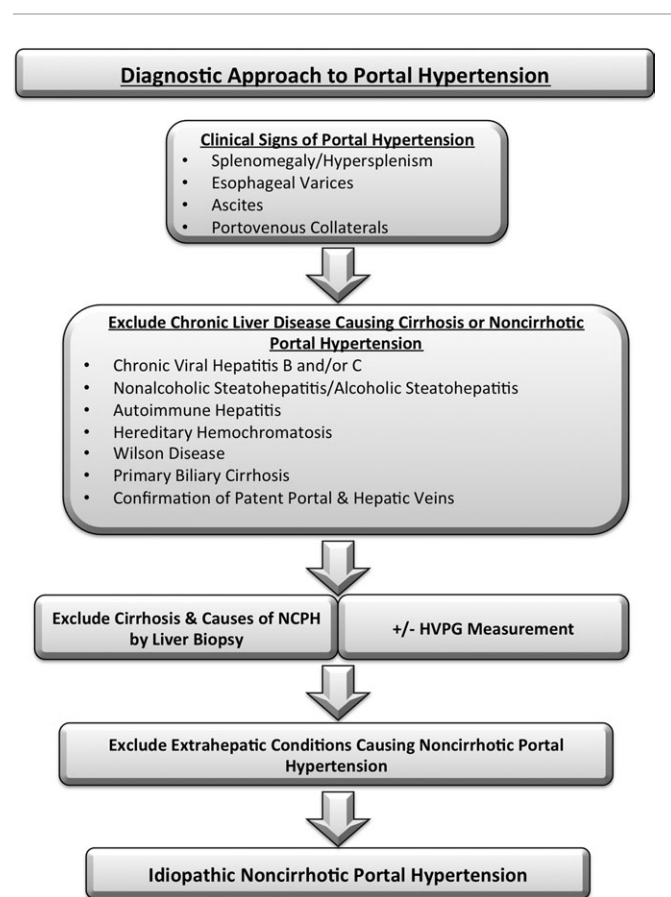 Diagnostic Approach to Portal Hypertension
Clinical Signs of Portal Hypertension
• Splenomegaly/Hypersplenism
• Esophageal Varices
• Ascites
• Portovenous Collaterals
Exclude Chronic Liver Disease Causing Cirrhosis or Noncirrhotic
Portal Hypertension
• Chronic Viral Hepatitis B and/or C
• Nonalcoholic Steatohepatitis/Alcoholic Steatohepatitis
• Autoimmune Hepatitis
• Hereditary Hemochromatosis
• Wilson Disease
• Primary Biliary Cirrhosis
• Confirmation of Patent Portal & Hepatic Veins
Exclude Cirrhosis & Causes of NCPH
by Liver Biopsy
+/- HVPG Measurement
Exclude Extrahepatic Conditions Causing Noncirrhotic Portal
Hypertension
Idiopathic Noncirrhotic Portal Hypertension